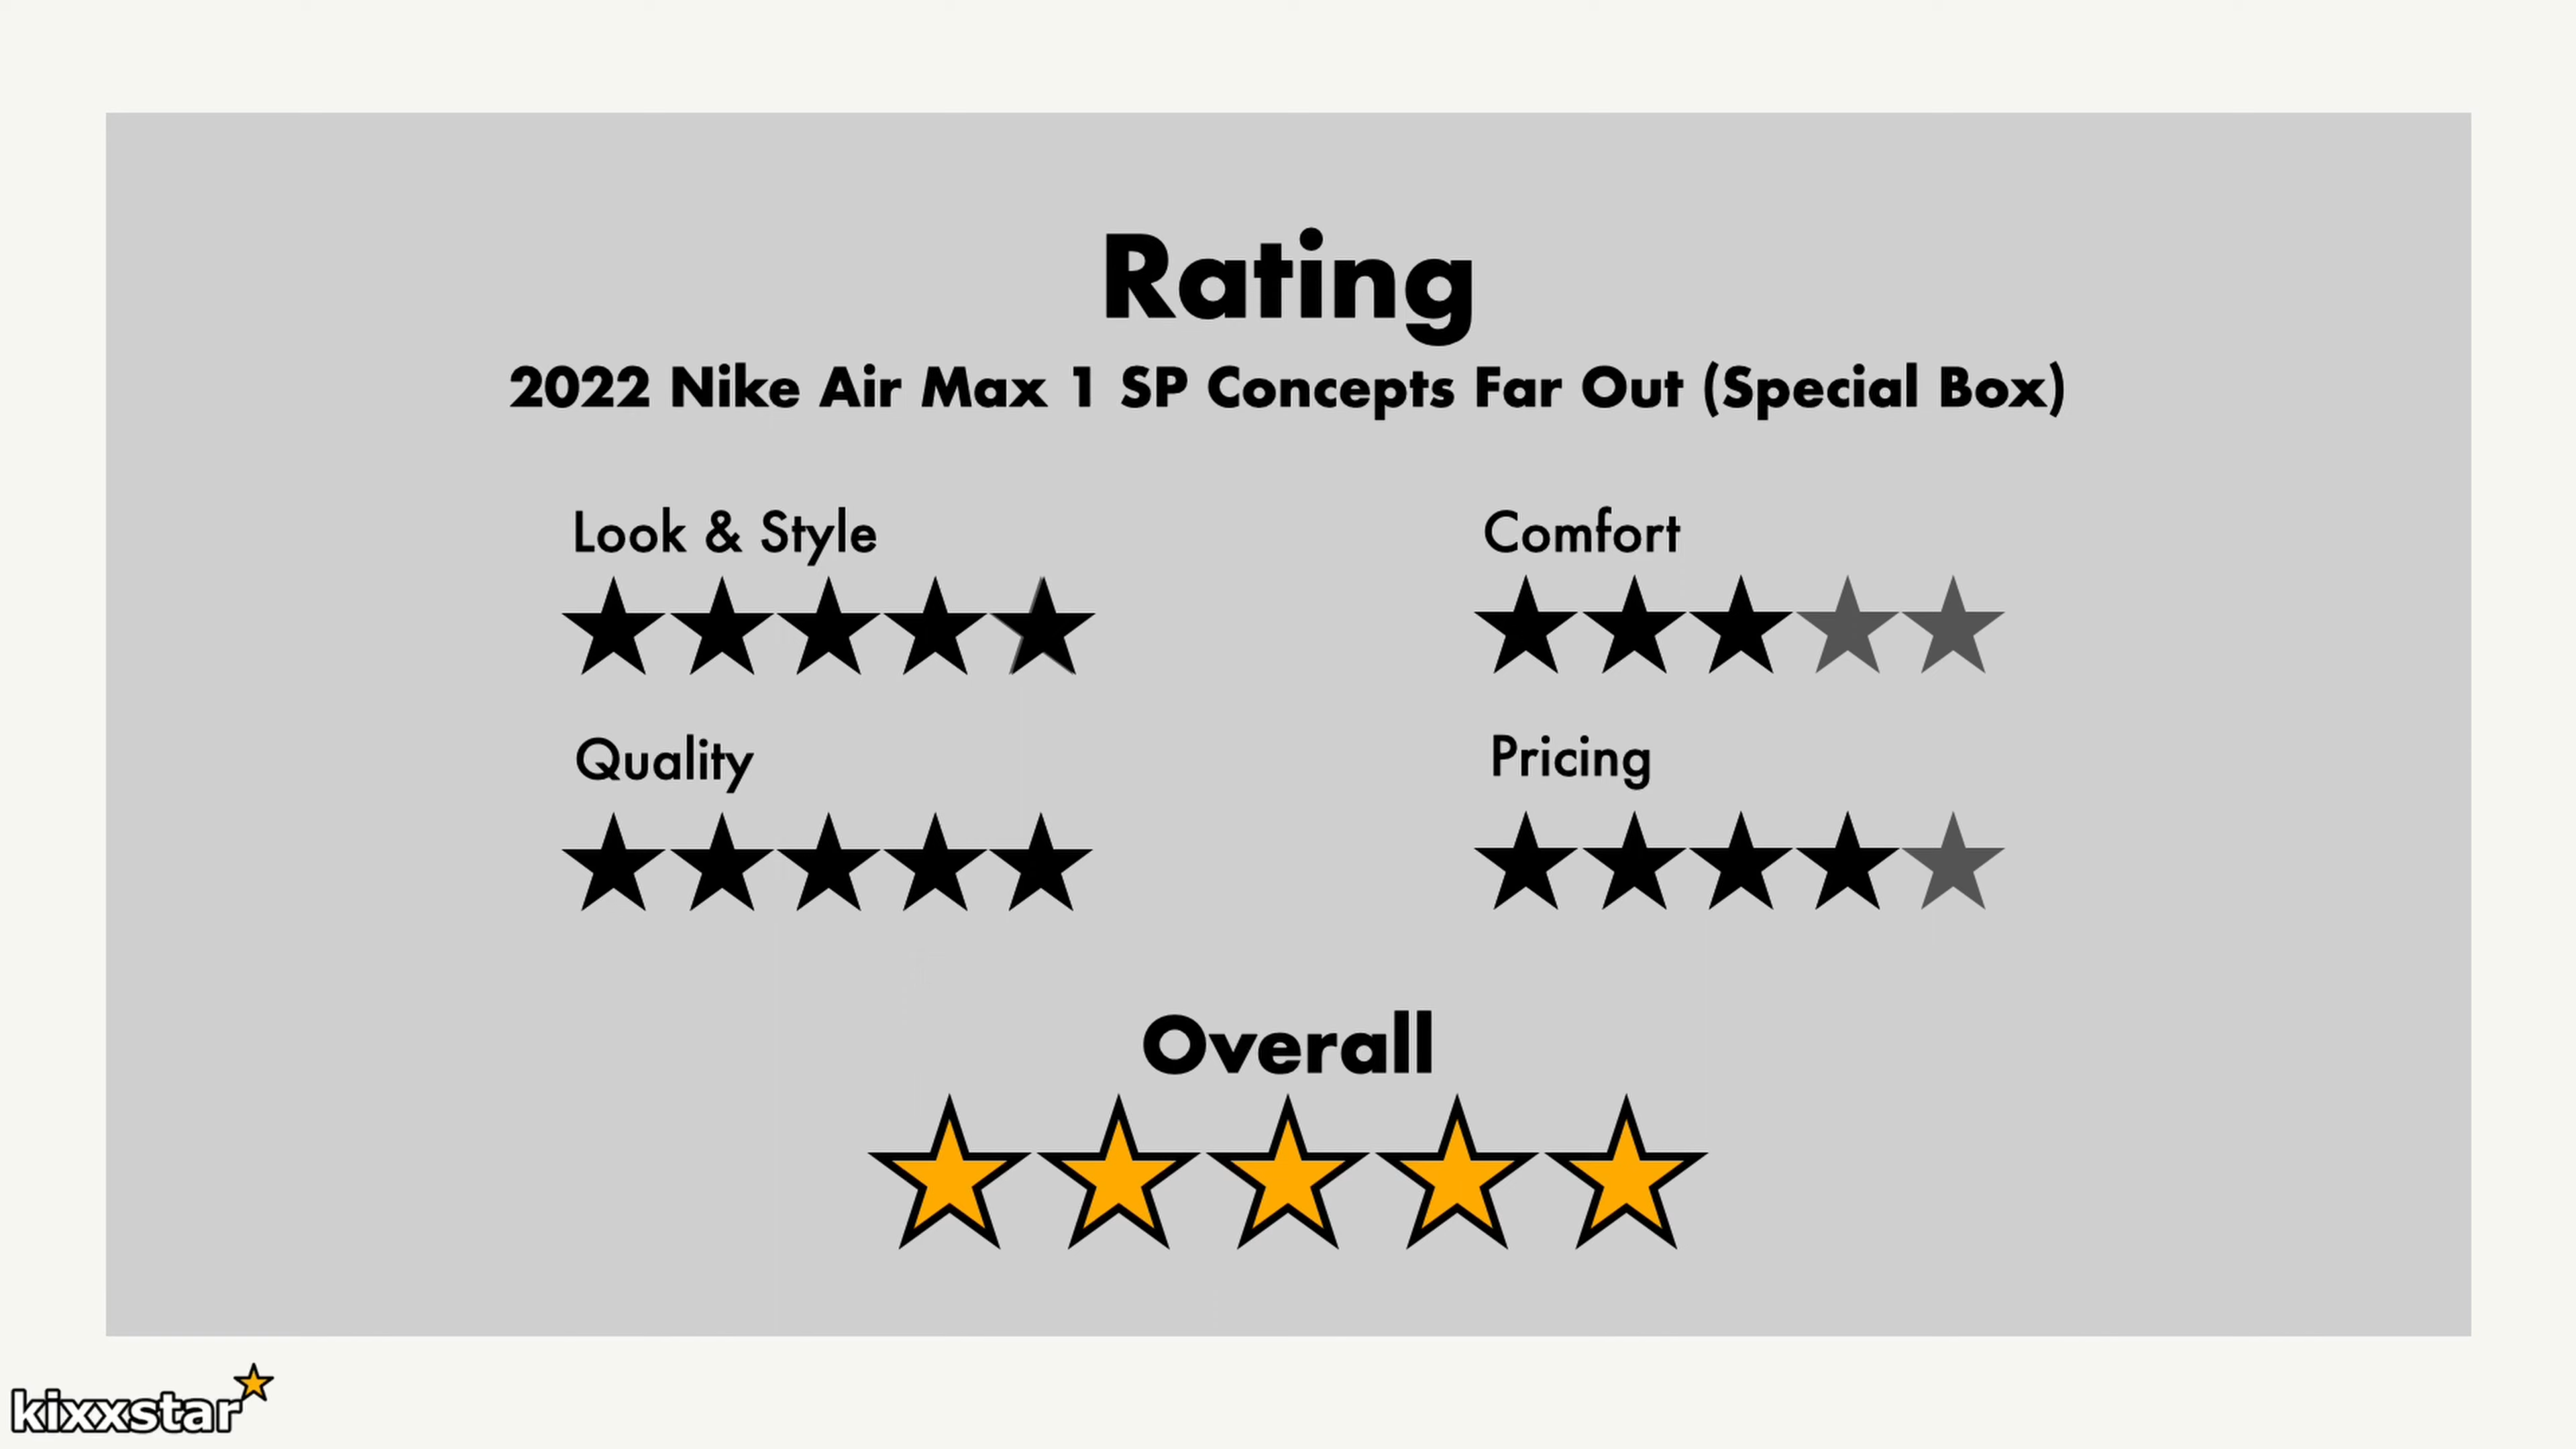 Rating
2022 Nike Air Max 1 SP Concepts Far Out (Special Box)
Look & Style
Comfort
Quality
Pricing
Overall
kixxstar